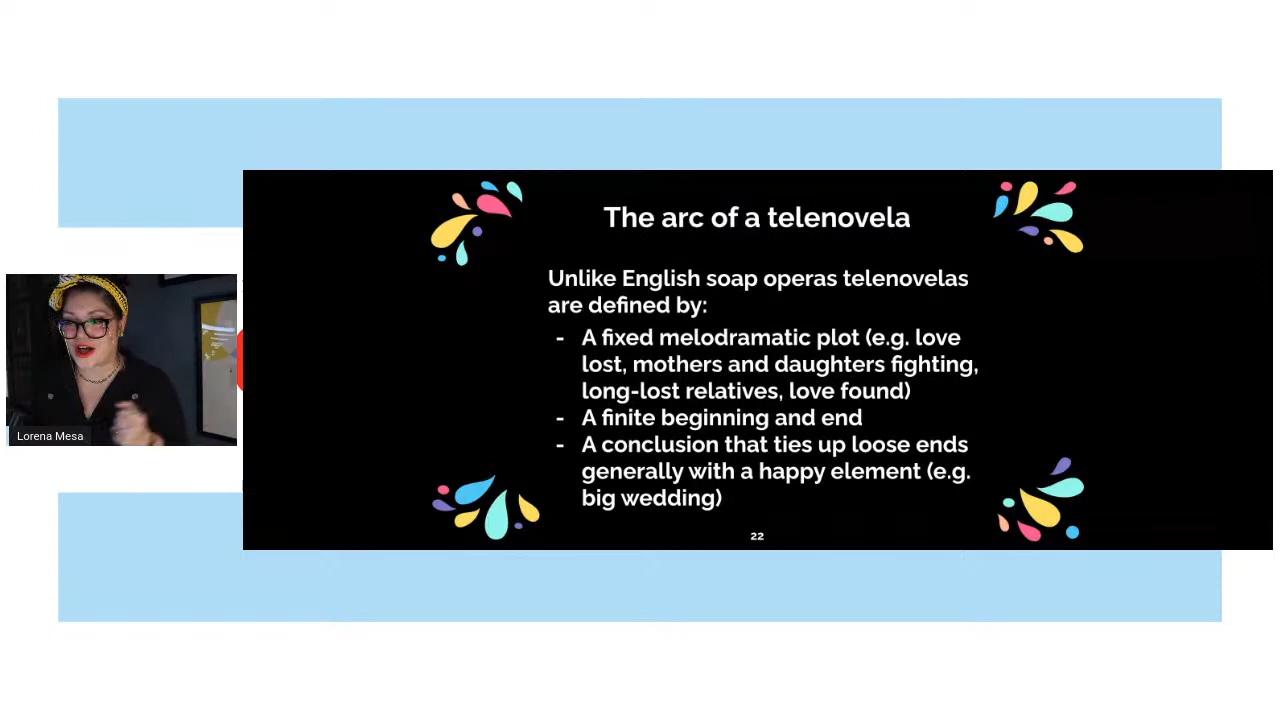 The arc of a telenovela
Unlike English soap operas telenovelas
are defined by:
- A fixed melodramatic plot (e.g. love
lost, mothers and daughters fighting,
long-lost relatives, love found)
- A finite beginning and end
- A conclusion that ties up loose ends
generally with a happy element (e.g.
big wedding)
22
Lorena Mesa